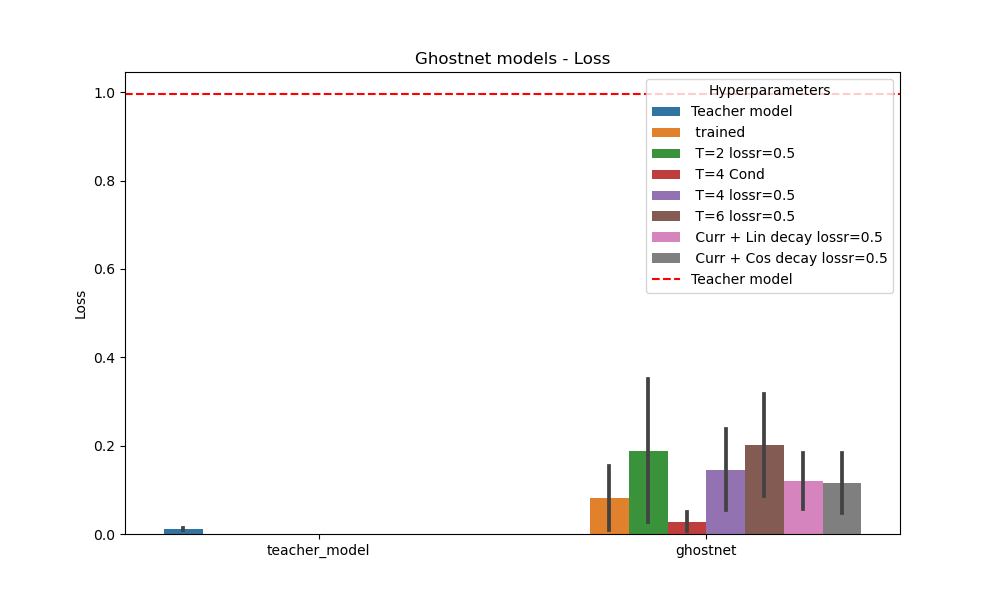 Ghostnet models - Loss
Loss
1.0
0.8
0.6
0.4
0.2
0.0
teacher_model
ghostnet
Hyperparameters
Teacher model
trained
T=2 lossr=0.5
T=4 Cond
T=4 lossr=0.5
T=6 lossr=0.5
Curr + Lin decay lossr=0.5
Curr + Cos decay lossr=0.5
Teacher model